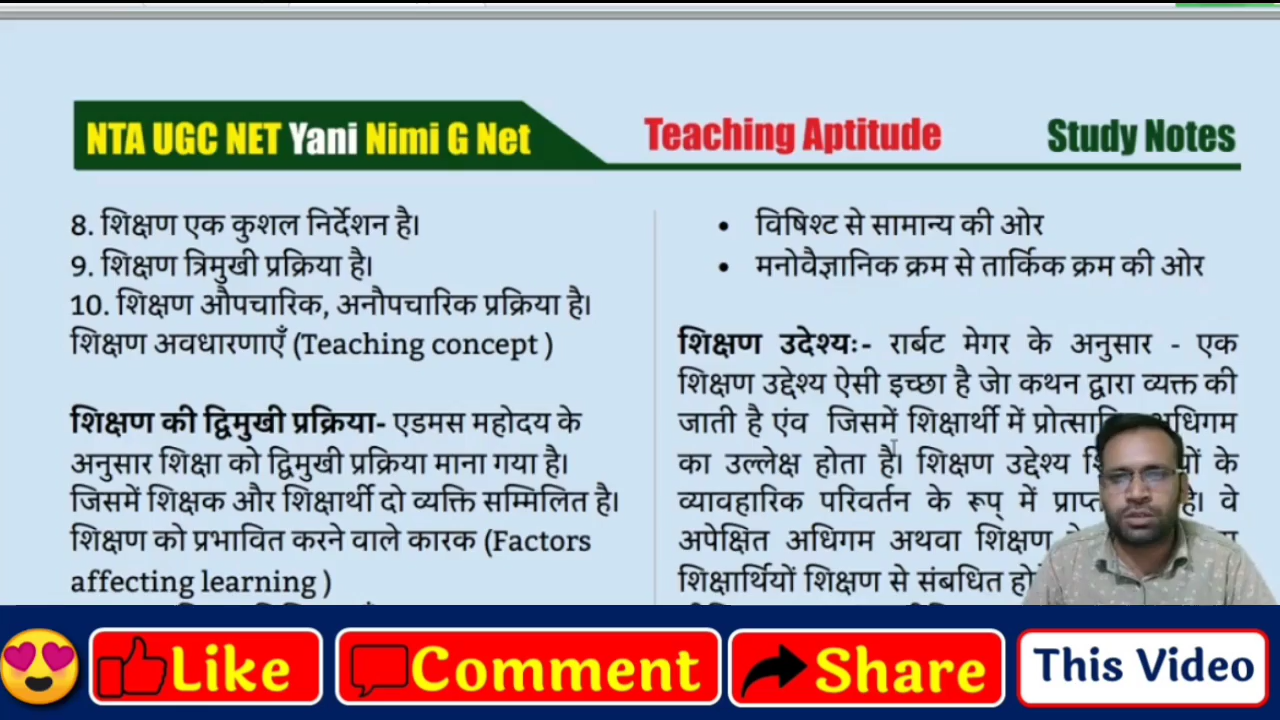 NTA UGC NET Yani Nimi G Net
Teaching Aptitude
Study Notes
8. शिक्षण एक कुशल निर्देशन है।
9. शिक्षण त्रिमुखी प्रक्रिया है।
10. शिक्षण औपचारिक, अनौपचारिक प्रक्रिया है।
शिक्षण अवधारणाएँ (Teaching concept )
शिक्षण की द्विमुखी प्रक्रिया- एडमस महोदय के
अनुसार शिक्षा को द्विमुखी प्रक्रिया माना गया है।
जिसमें शिक्षक और शिक्षार्थी दो व्यक्ति सम्मिलित है।
शिक्षण को प्रभावित करने वाले कारक (Factors
affecting learning )
• विषिश्ट से सामान्य की ओर
• मनोवैज्ञानिक क्रम से तार्किक क्रम की ओर
शिक्षण उदेश्यः- रार्बट मेगर के अनुसार - एक
शिक्षण उद्देश्य ऐसी इच्छा है जेा कथन द्वारा व्यक्त की
जाती है एंव जिसमें शिक्षार्थी में
का उल्लेक्ष होता है। शिक्षण उद्देश्य के
व्यावहारिक परिवर्तन के रूप् में है। वे
अपेक्षित अधिगम अथवा शिक्षण
शिक्षार्थियों शिक्षण से संबधित
Like
Comment
Share
This Video